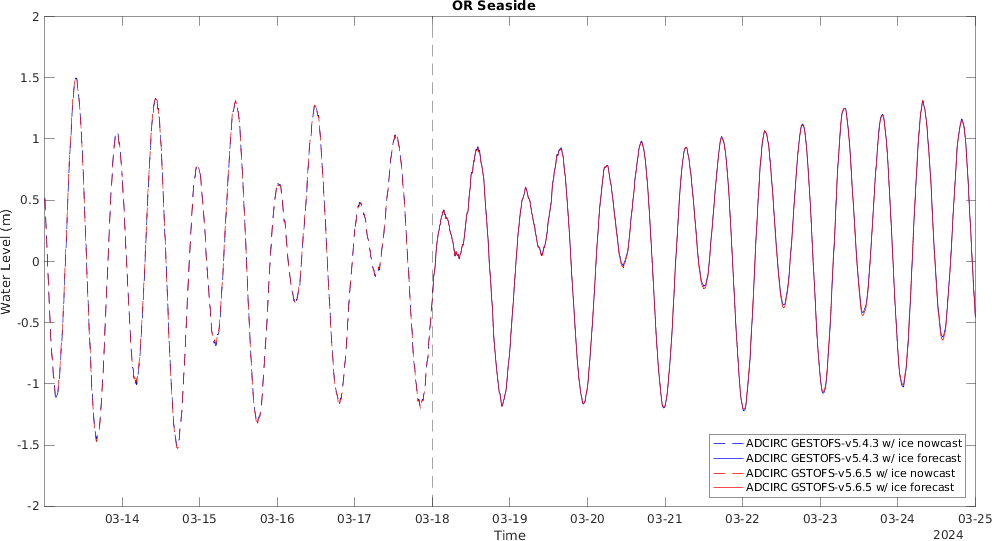 OR Seaside
2
1.5
1
0.5
0
-0.5
-1
-1.5
-2
Water Level (m)
ADCIRC GESTOFS-v5.4.3 w/ ice nowcast
ADCIRC GESTOFS-v5.4.3 w/ ice forecast
ADCIRC GSTOFS-v5.6.5 w/ ice nowcast
ADCIRC GSTOFS-v5.6.5 w/ ice forecast
03-14 03-15 03-16 03-17 03-18 03-19 03-20 03-21 03-22 03-23 03-24 03-25
Time
2024